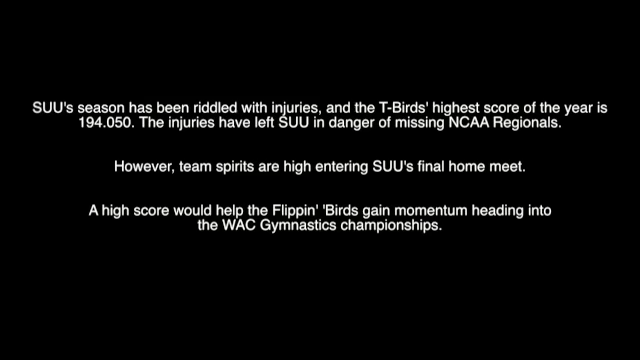 SUU's season has been riddled with injuries, and the T-Birds' highest score of the year is
194.050. The injuries have left SUU in danger of missing NCAA Regionals.
However, team spirits are high entering SUU's final home meet.
A high score would help the Flippin' 'Birds gain momentum heading into
the WAC Gymnastics championships.